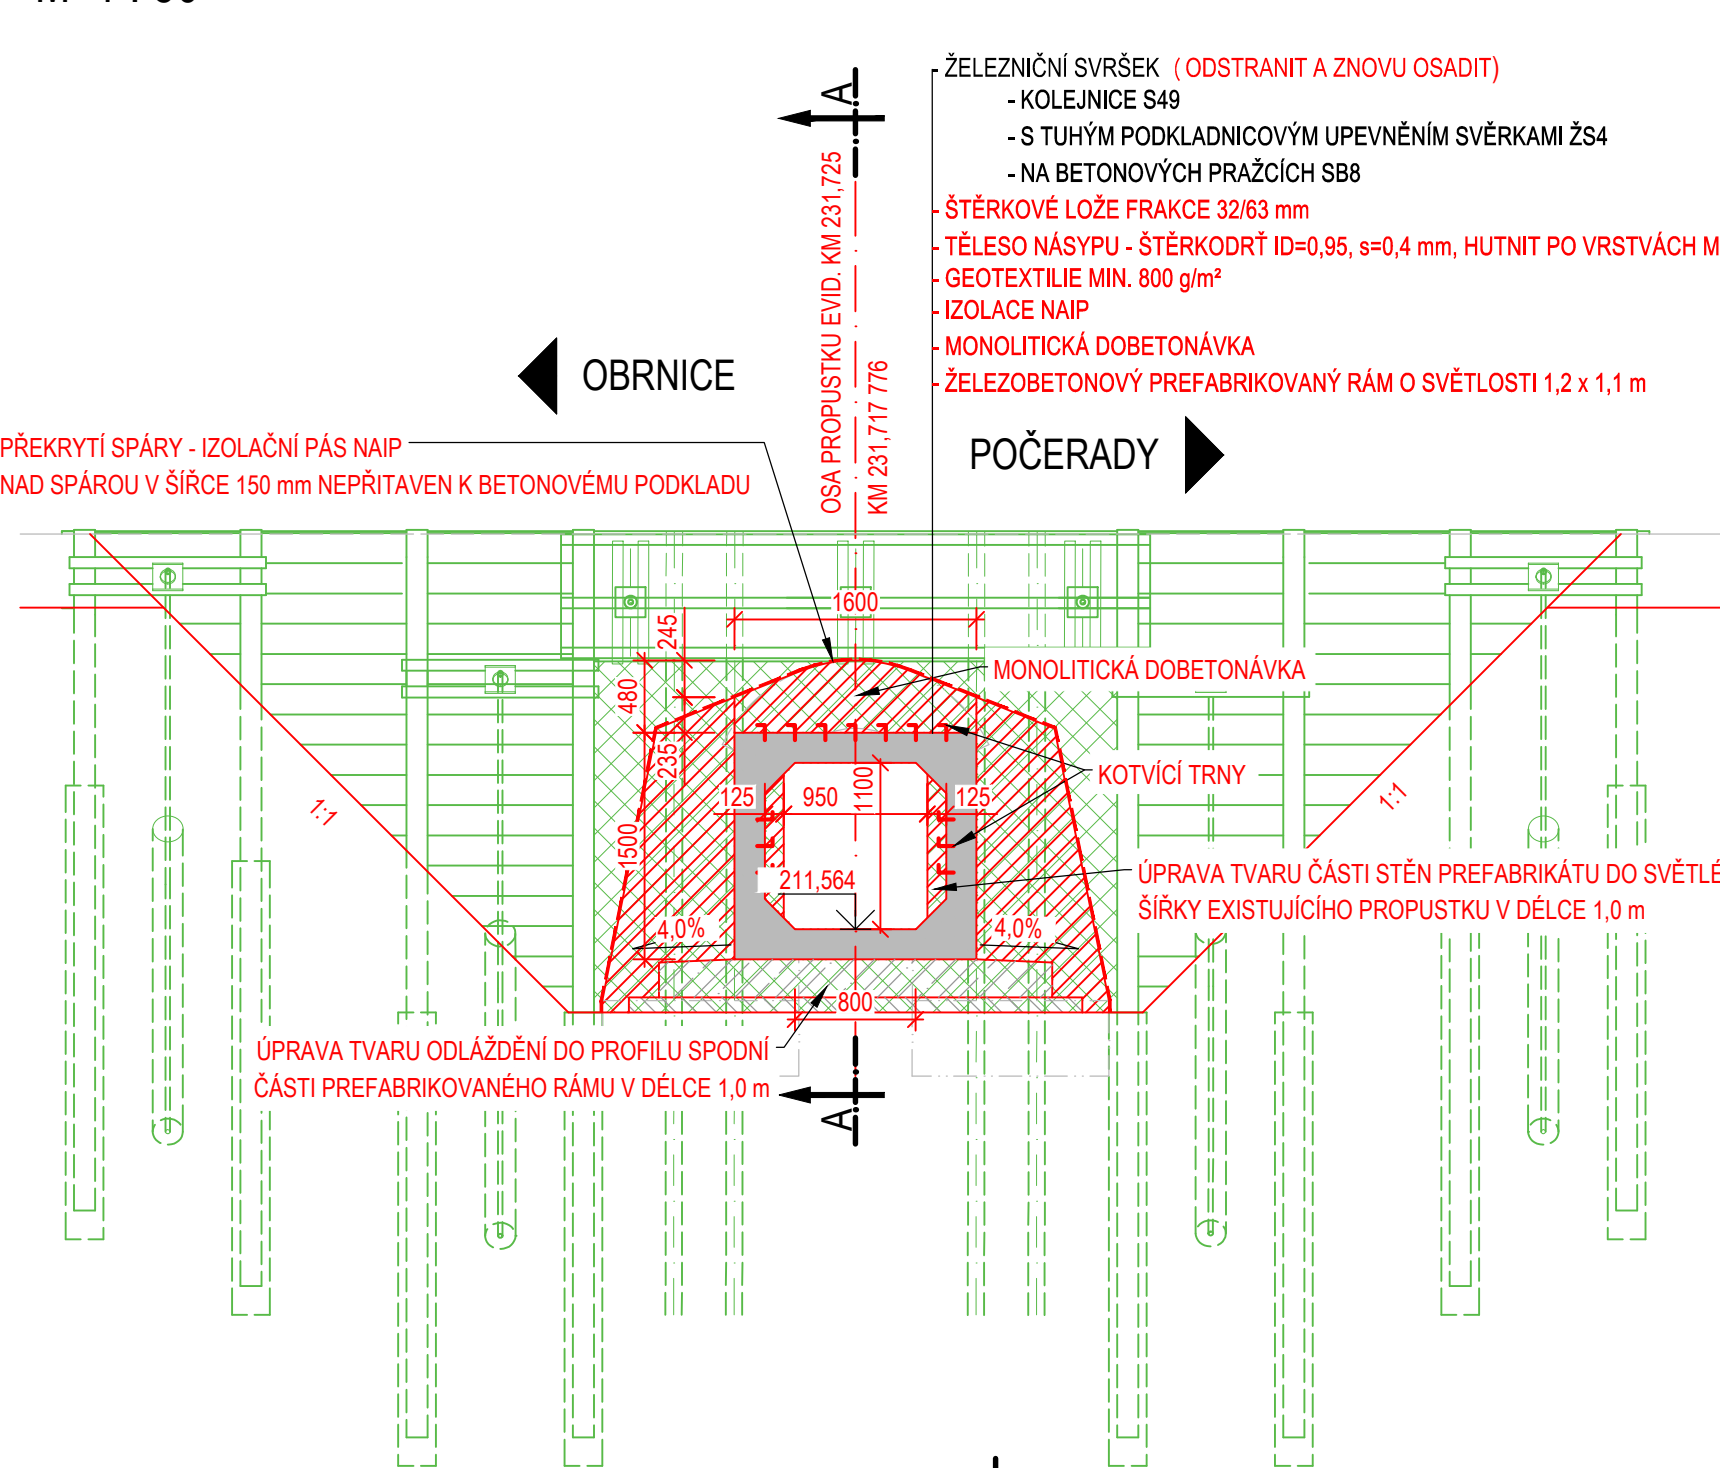 ŽELEZNIČNÍ SVRŠEK (ODSTRANIT A ZNOVU OSADIT)
- KOLEJNICE S49
- S TUHÝM PODKLADNICOVÝM UPEVNĚNÍM SVĚRKAMI ŽS4
- NA BETONOVÝCH PRAŽCÍCH SB8
- ŠTĚRKOVÉ LOŽE FRAKCE 32/63 mm
- TĚLESO NÁSYPU - ŠTĚRKODRŤ ID=0,95, s=0,4 mm, HUTNIT PO VRSTVÁCH M
- GEOTEXTILIE MIN. 800 g/m²
- IZOLACE NAIP
- MONOLITICKÁ DOBETONÁVKA
- ŽELEZOBETONOVÝ PREFABRIKOVANÝ RÁM O SVĚTLOSTI 1,2 x 1,1 m
A
OSA PROPUSTKU EVID. KM 231,725
KM 231,717 776
OBRNICE
POČERADY
PŘEKRYTÍ SPÁRY - IZOLAČNÍ PÁS NAIP
NAD SPÁROU V ŠÍŘCE 150 mm NEPŘITAVEN K BETONOVÉMU PODKLADU
1600
245
480
235
MONOLITICKÁ DOBETONÁVKA
KOTVÍCÍ TRNY
125
950
1100
125
1:1
1:1
1500
211,564
ÚPRAVA TVARU ČÁSTI STĚN PREFABRIKÁTU DO SVĚTLÉ
ŠÍŘKY EXISTUJÍCÍHO PROPUSTKU V DÉLCE 1,0 m
4,0%
4,0%
800
ÚPRAVA TVARU ODLÁŽDĚNÍ DO PROFILU SPODNÍ
ČÁSTI PREFABRIKOVANÉHO RÁMU V DÉLCE 1,0 m
A